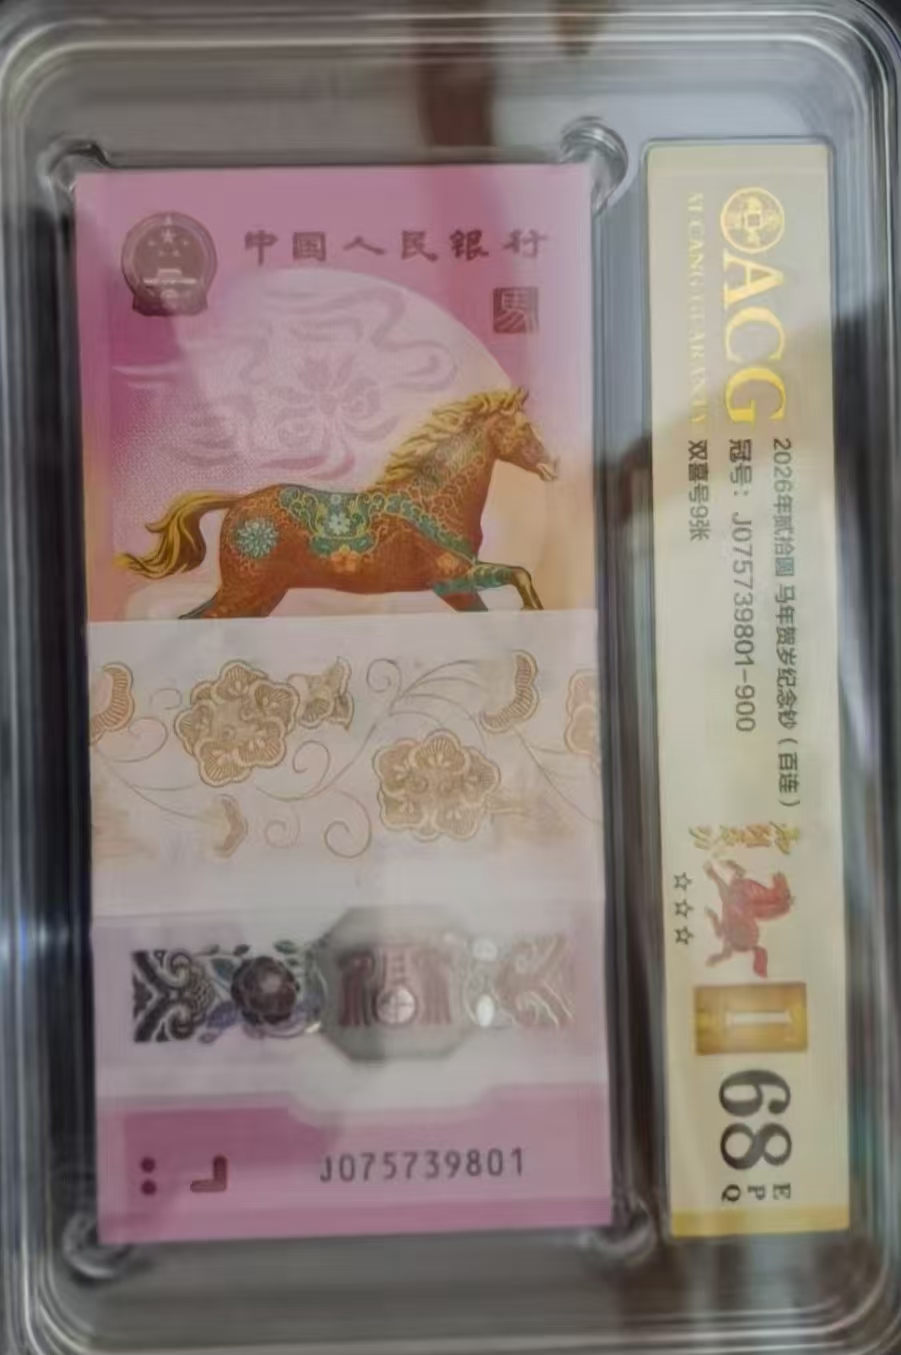 中国人民银行
馬
J075739801
ACG
AI CANG GUARANTY
2026年贰拾圆 马年贺岁纪念钞（百连）
冠号：J075739801-900
双喜号9张
☆☆☆
I
68
EPQ